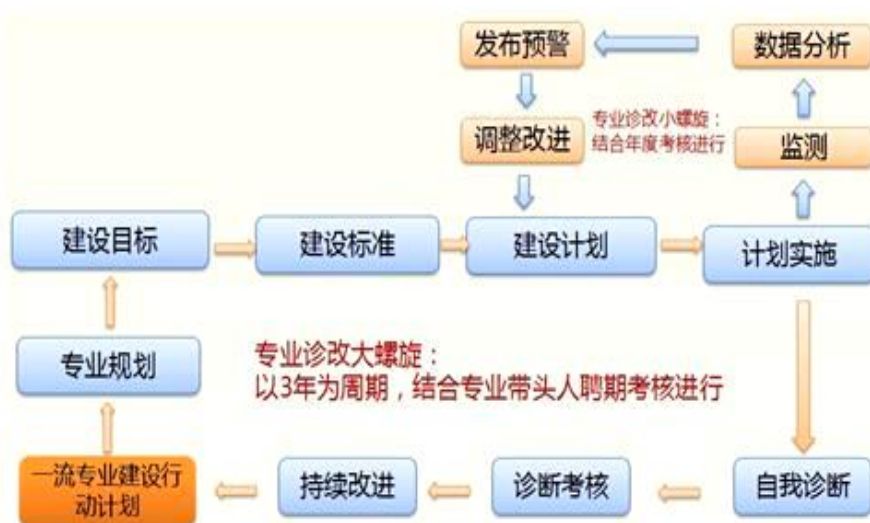 发布预警
数据分析
调整改进
专业诊改小螺旋：
结合年度考核进行
监测
建设目标
建设标准
建设计划
计划实施
专业规划
专业诊改大螺旋：
以3年为周期，结合专业带头人聘期考核进行
一流专业建设行
动计划
持续改进
诊断考核
自我诊断